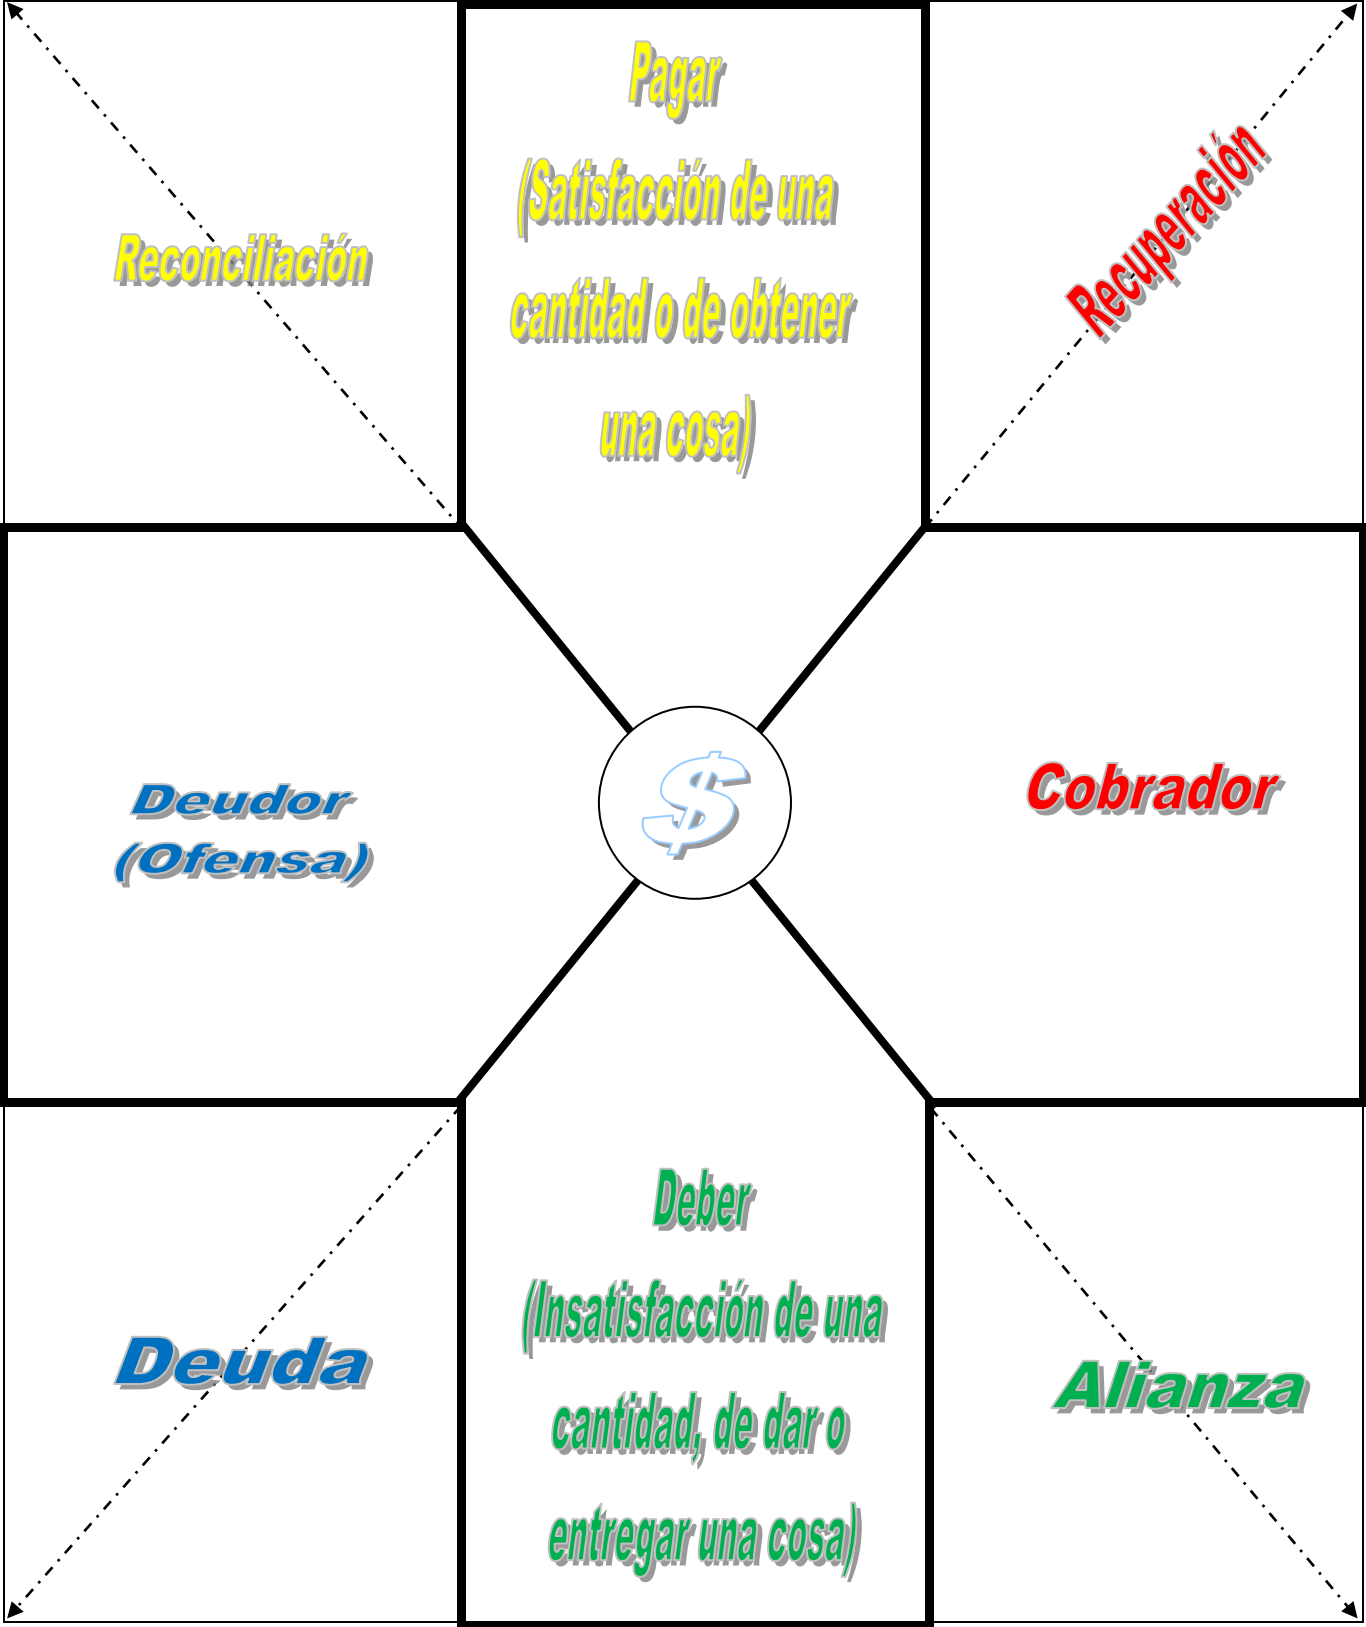 Pagar
(Satisfacción de una
cantidad o de obtener
una cosa)
Reconciliación
Recuperación
Deudor
(Ofensa)
$
Cobrador
Deber
(Insatisfacción de una
cantidad, de dar o
entregar una cosa)
Deuda
Alianza